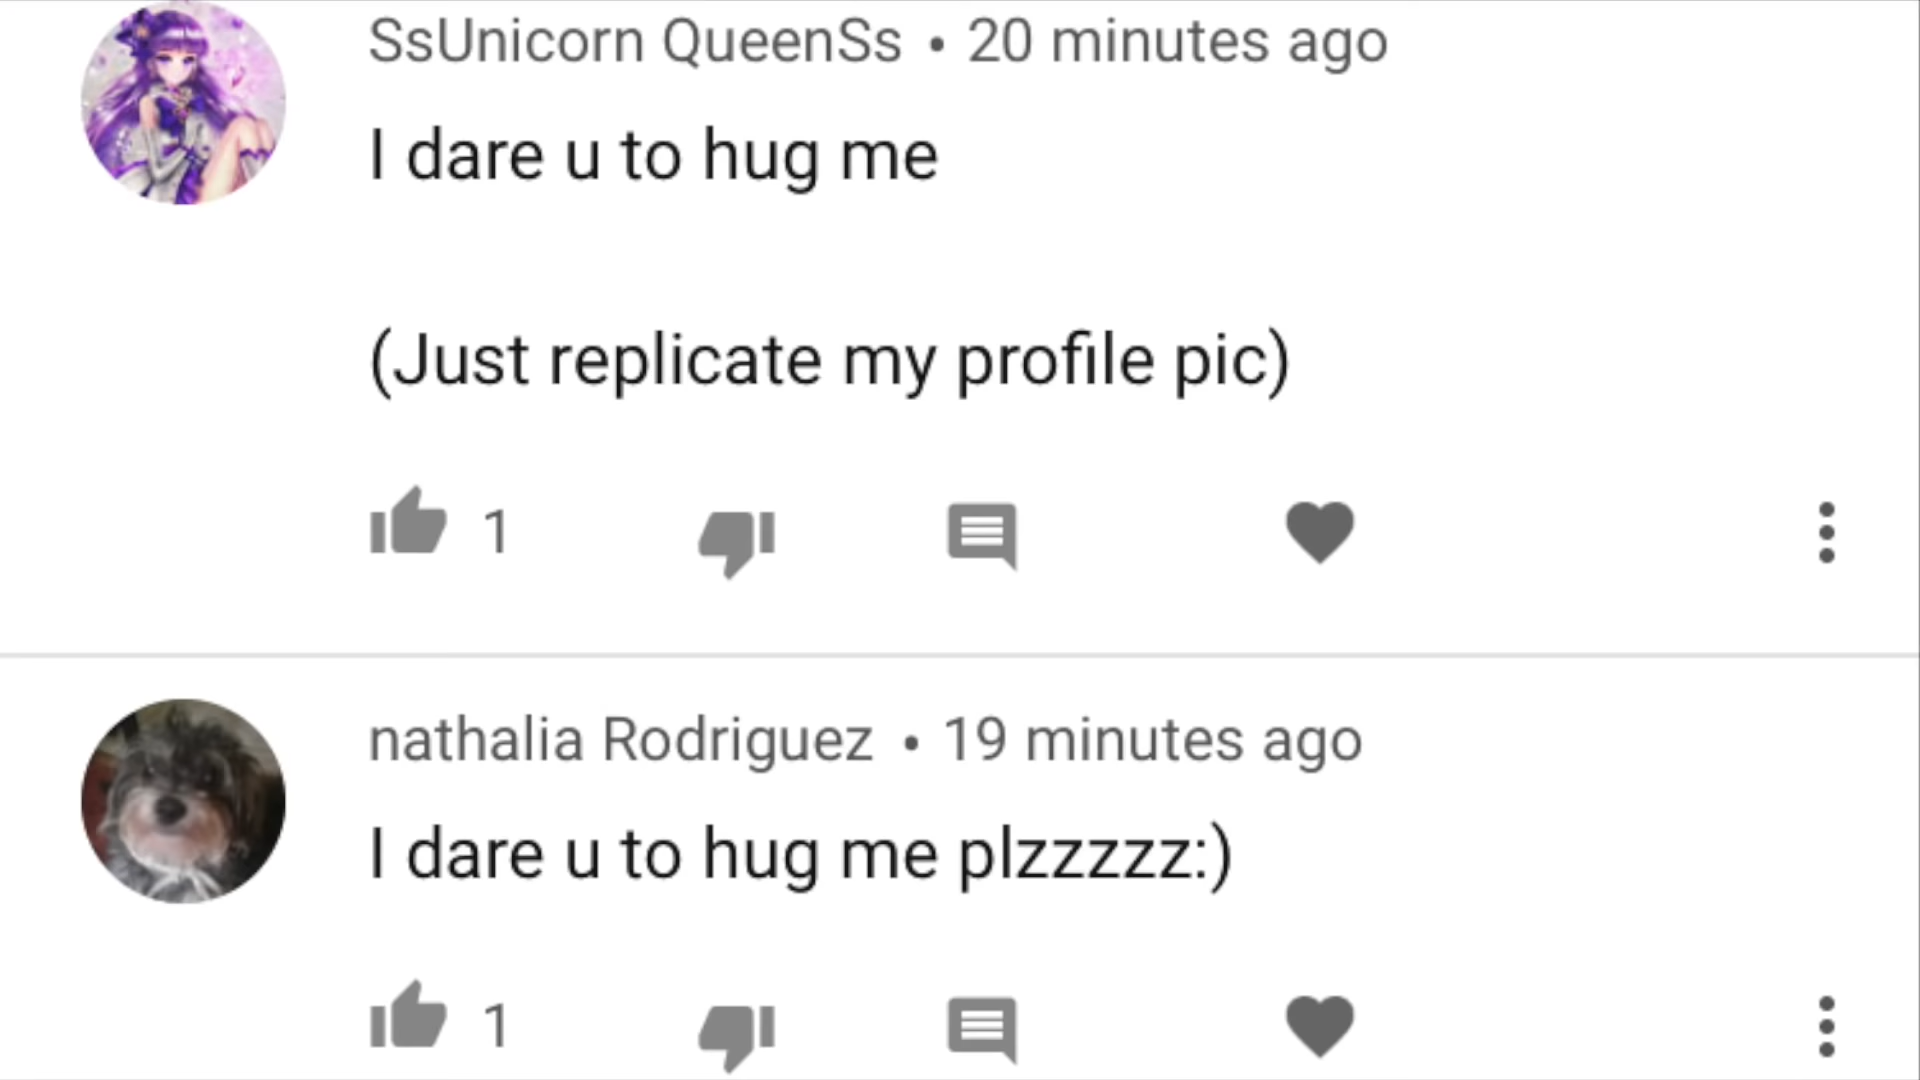 SsUnicorn QueenSs • 20 minutes ago
I dare u to hug me
(Just replicate my profile pic)
1
nathalia Rodriguez • 19 minutes ago
I dare u to hug me plzzzzz:)
1